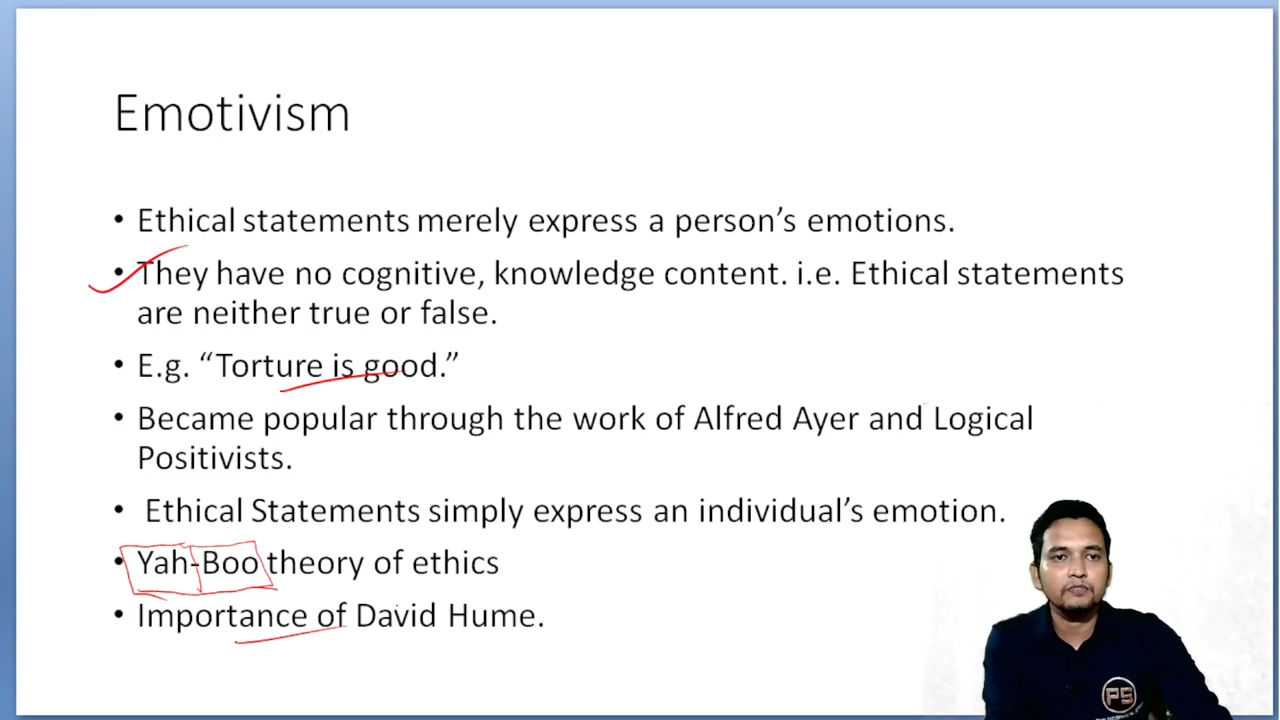 Emotivism
• Ethical statements merely express a person’s emotions.
• They have no cognitive, knowledge content. i.e. Ethical statements
are neither true or false.
• E.g. “Torture is good.”
• Became popular through the work of Alfred Ayer and Logical
Positivists.
• Ethical Statements simply express an individual’s emotion.
• Yah-Boo theory of ethics
• Importance of David Hume.
PS